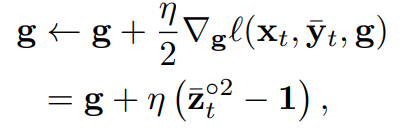 g ← g + η/2 ∇_g ℓ(x_t, ȳ_t, g)
= g + η (z̄_t^{∘2} − 1) ,